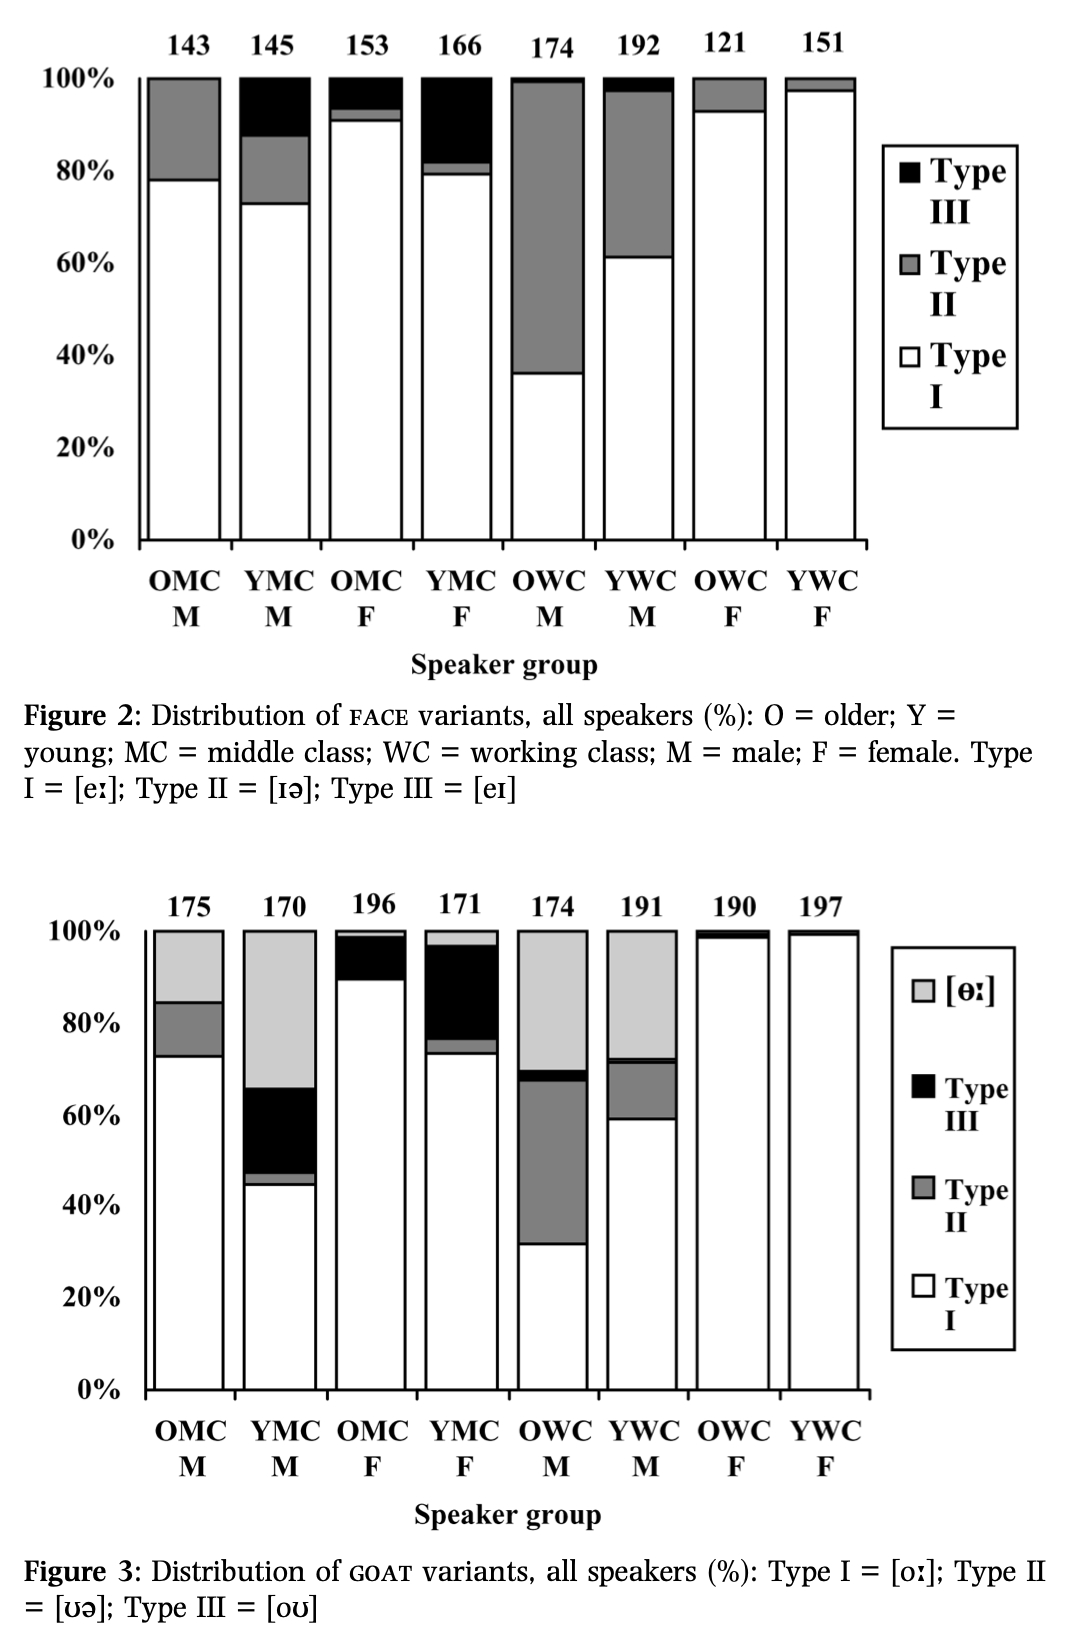 143 145 153 166 174 192 121 151
100%
80%
60%
40%
20%
0%
Type
III
Type
II
Type
I
OMC YMC OMC YMC OWC YWC OWC YWC
M M F F M M F F
Speaker group
Figure 2: Distribution of FACE variants, all speakers (%): O = older; Y =
young; MC = middle class; WC = working class; M = male; F = female. Type
I = [eː]; Type II = [ɪə]; Type III = [eɪ]
175 170 196 171 174 191 190 197
100%
80%
60%
40%
20%
0%
[ɵː]
Type
III
Type
II
Type
I
OMC YMC OMC YMC OWC YWC OWC YWC
M M F F M M F F
Speaker group
Figure 3: Distribution of GOAT variants, all speakers (%): Type I = [oː]; Type II
= [ʊə]; Type III = [oʊ]